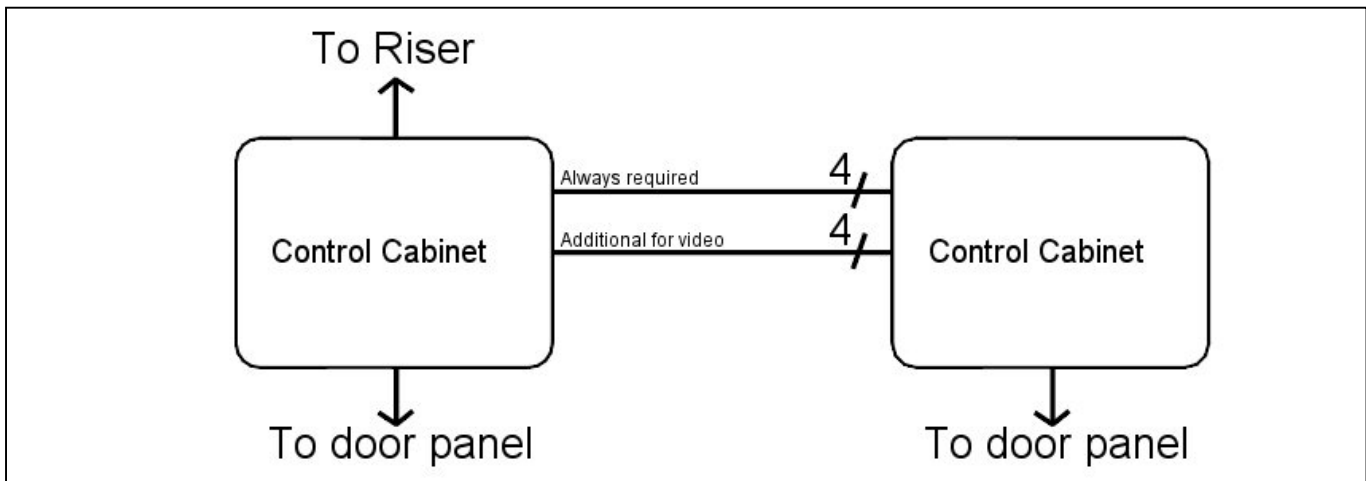 To Riser
Always required
4
Control Cabinet
Additional for video
4
Control Cabinet
To door panel
To door panel